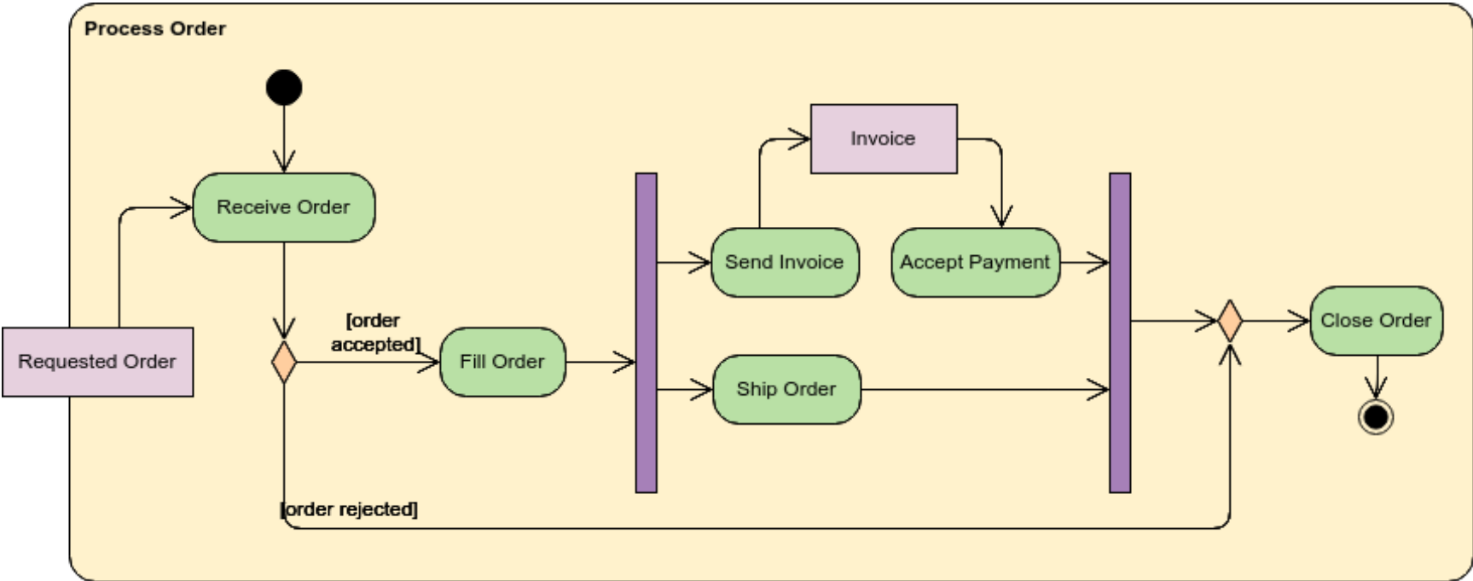 Process Order
Invoice
Receive Order
Send Invoice
Accept Payment
[order
accepted]
Close Order
Requested Order
Fill Order
Ship Order
[order rejected]